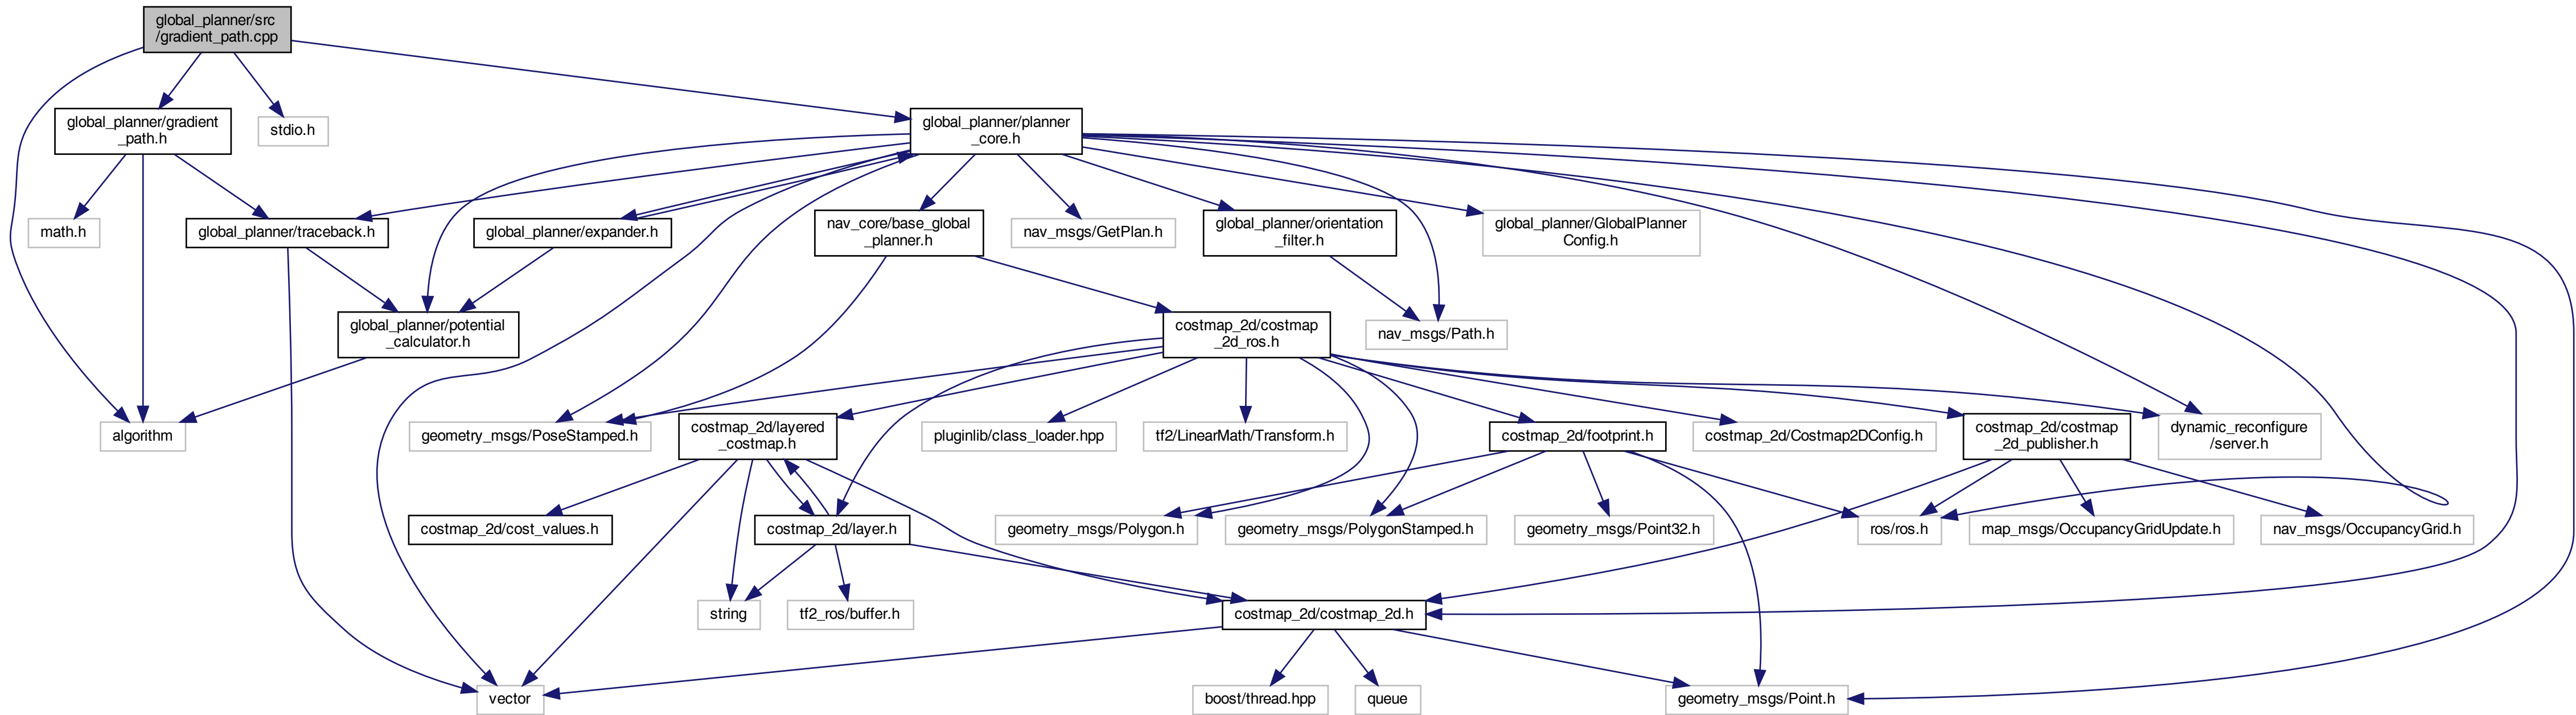 global_planner/src
/gradient_path.cpp
global_planner/gradient
_path.h
stdio.h
global_planner/planner
_core.h
math.h
global_planner/traceback.h
global_planner/expander.h
nav_core/base_global
_planner.h
nav_msgs/GetPlan.h
global_planner/orientation
_filter.h
global_planner/GlobalPlanner
Config.h
global_planner/potential
_calculator.h
costmap_2d/costmap
_2d_ros.h
nav_msgs/Path.h
algorithm
geometry_msgs/PoseStamped.h
costmap_2d/layered
_costmap.h
pluginlib/class_loader.hpp
tf2/LinearMath/Transform.h
costmap_2d/footprint.h
costmap_2d/Costmap2DConfig.h
costmap_2d/costmap
_2d_publisher.h
dynamic_reconfigure
/server.h
costmap_2d/cost_values.h
costmap_2d/layer.h
geometry_msgs/Polygon.h
geometry_msgs/PolygonStamped.h
geometry_msgs/Point32.h
ros/ros.h
map_msgs/OccupancyGridUpdate.h
nav_msgs/OccupancyGrid.h
string
tf2_ros/buffer.h
costmap_2d/costmap_2d.h
vector
boost/thread.hpp
queue
geometry_msgs/Point.h